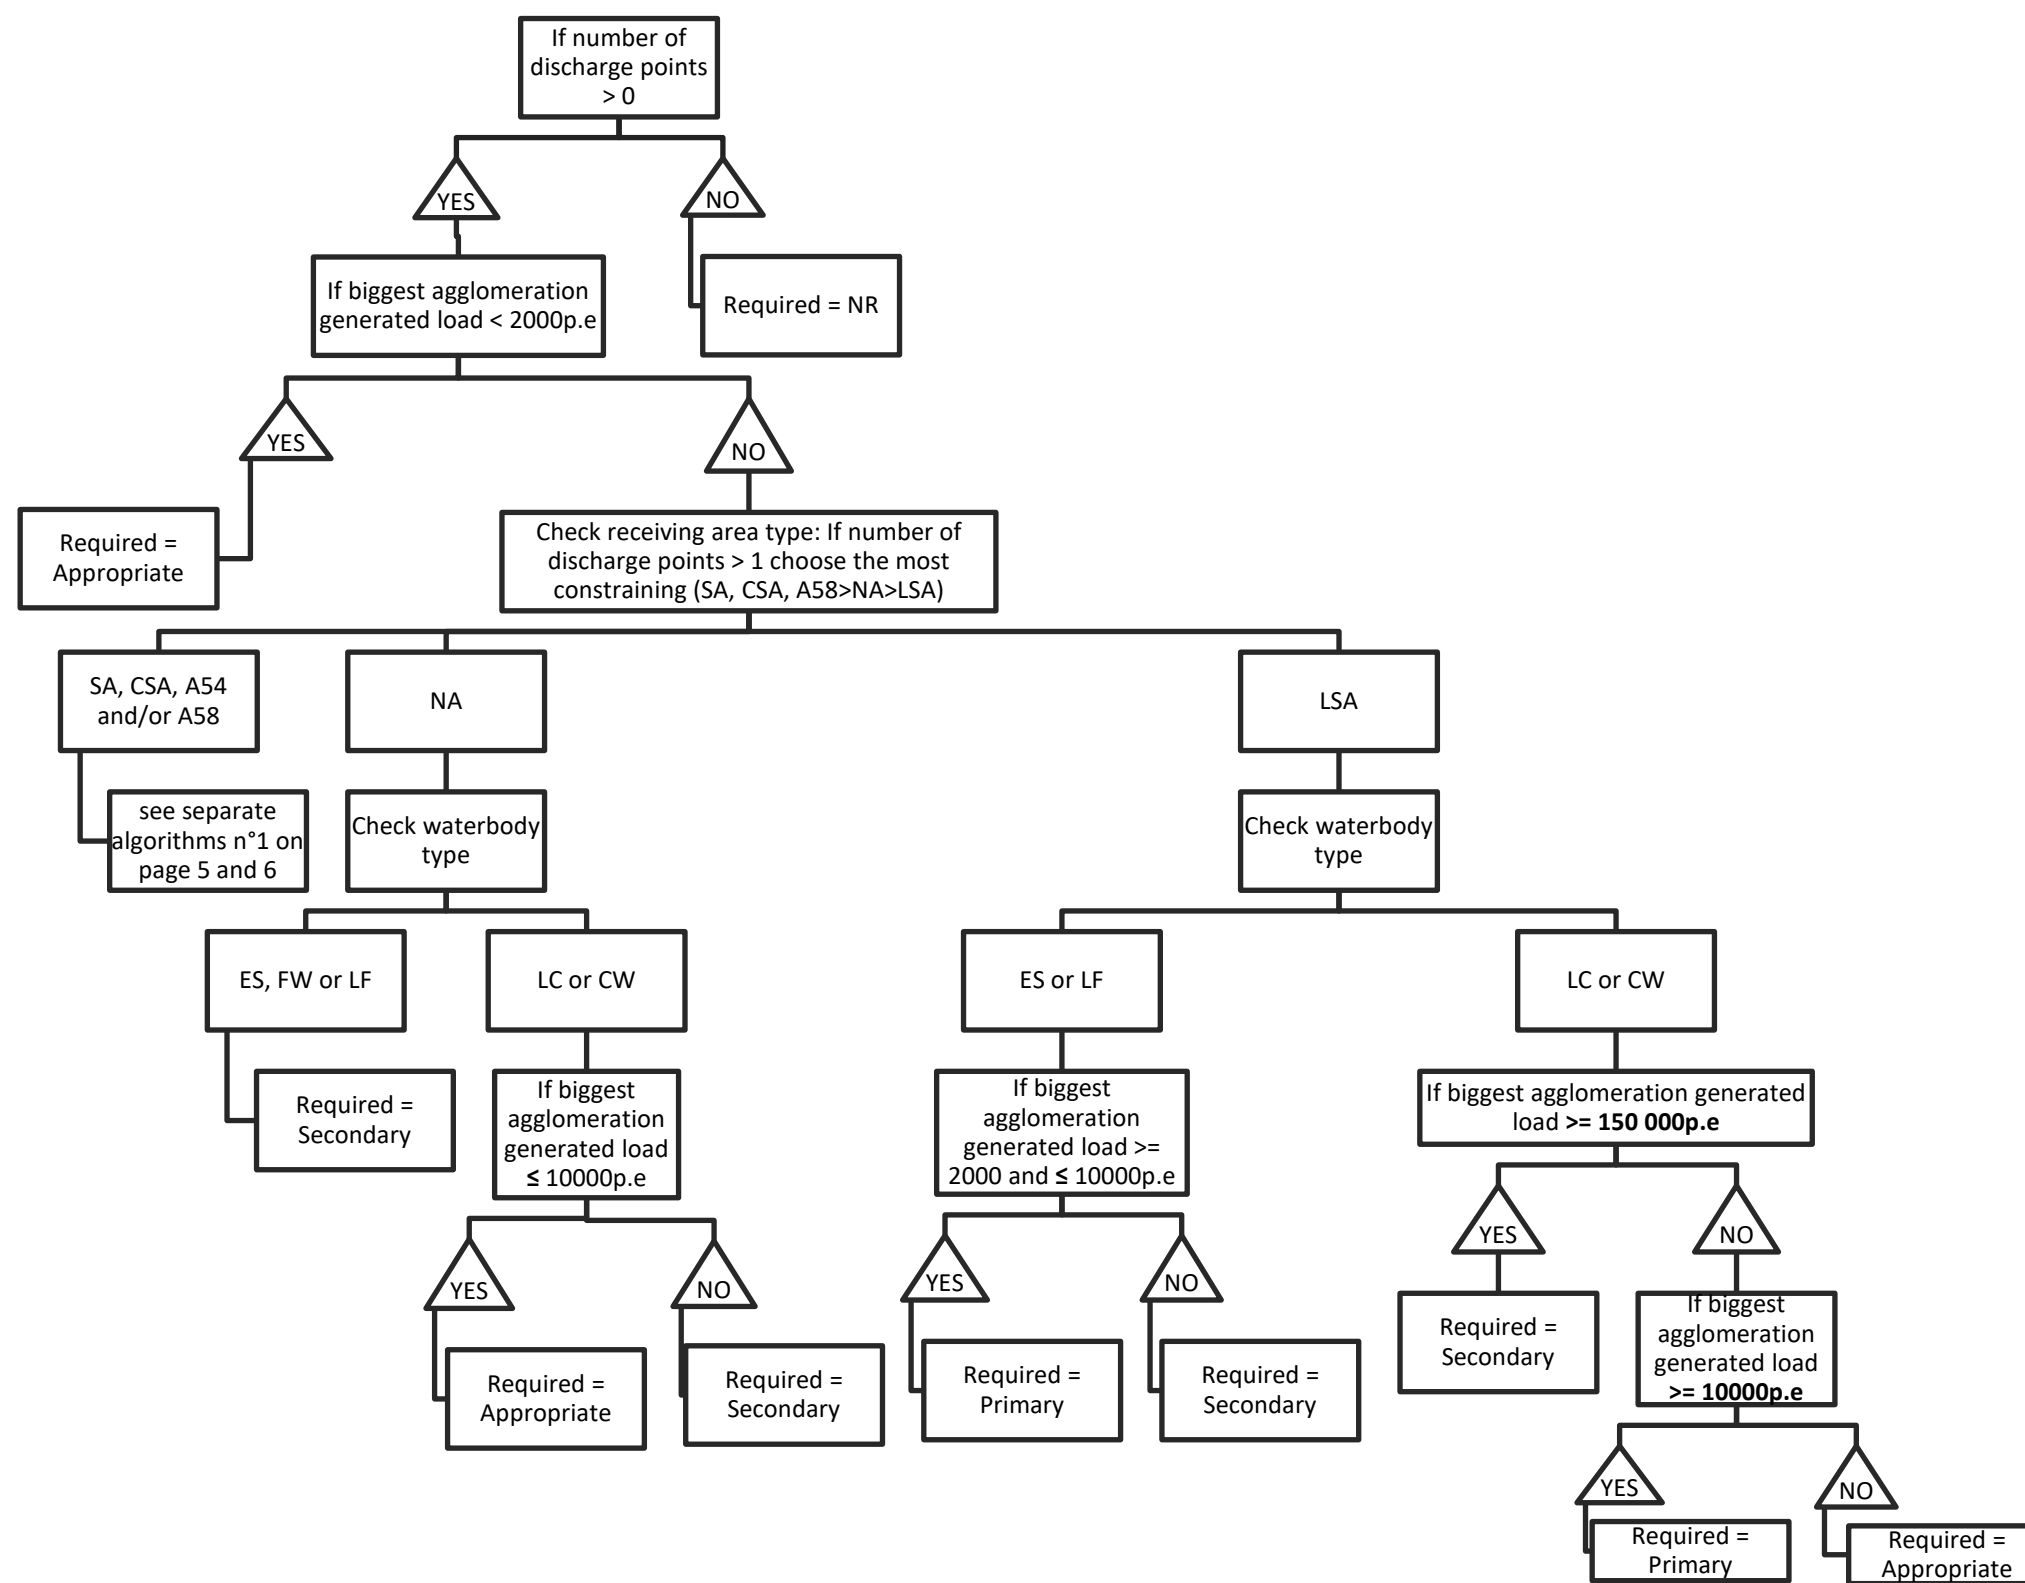 If number of
discharge points
> 0
YES
NO
If biggest agglomeration
generated load < 2000p.e
Required = NR
YES
NO
Required =
Appropriate
Check receiving area type: If number of
discharge points > 1 choose the most
constraining (SA, CSA, A58>NA>LSA)
SA, CSA, A54
and/or A58
NA
LSA
see separate
algorithms n°1 on
page 5 and 6
Check waterbody
type
Check waterbody
type
ES, FW or LF
LC or CW
ES or LF
LC or CW
Required =
Secondary
If biggest
agglomeration
generated load
≤ 10000p.e
If biggest
agglomeration
generated load >=
2000 and ≤ 10000p.e
If biggest agglomeration generated
load >= 150 000p.e
YES
NO
YES
NO
YES
NO
Required =
Appropriate
Required =
Secondary
Required =
Primary
Required =
Secondary
Required =
Secondary
If biggest
agglomeration
generated load
>= 10000p.e
YES
NO
Required =
Primary
Required =
Appropriate